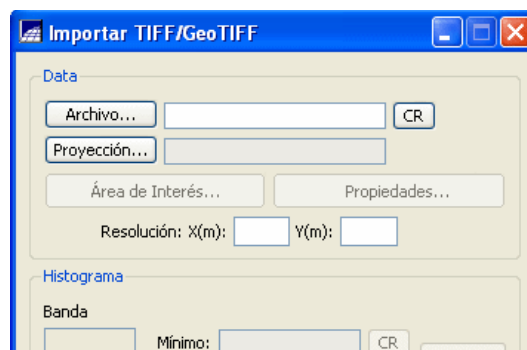 Importar TIFF/GeoTIFF
Data
Archivo... CR
Proyección...
Área de Interés... Propiedades...
Resolución: X(m): Y(m):
Histograma
Banda
Mínimo: CR